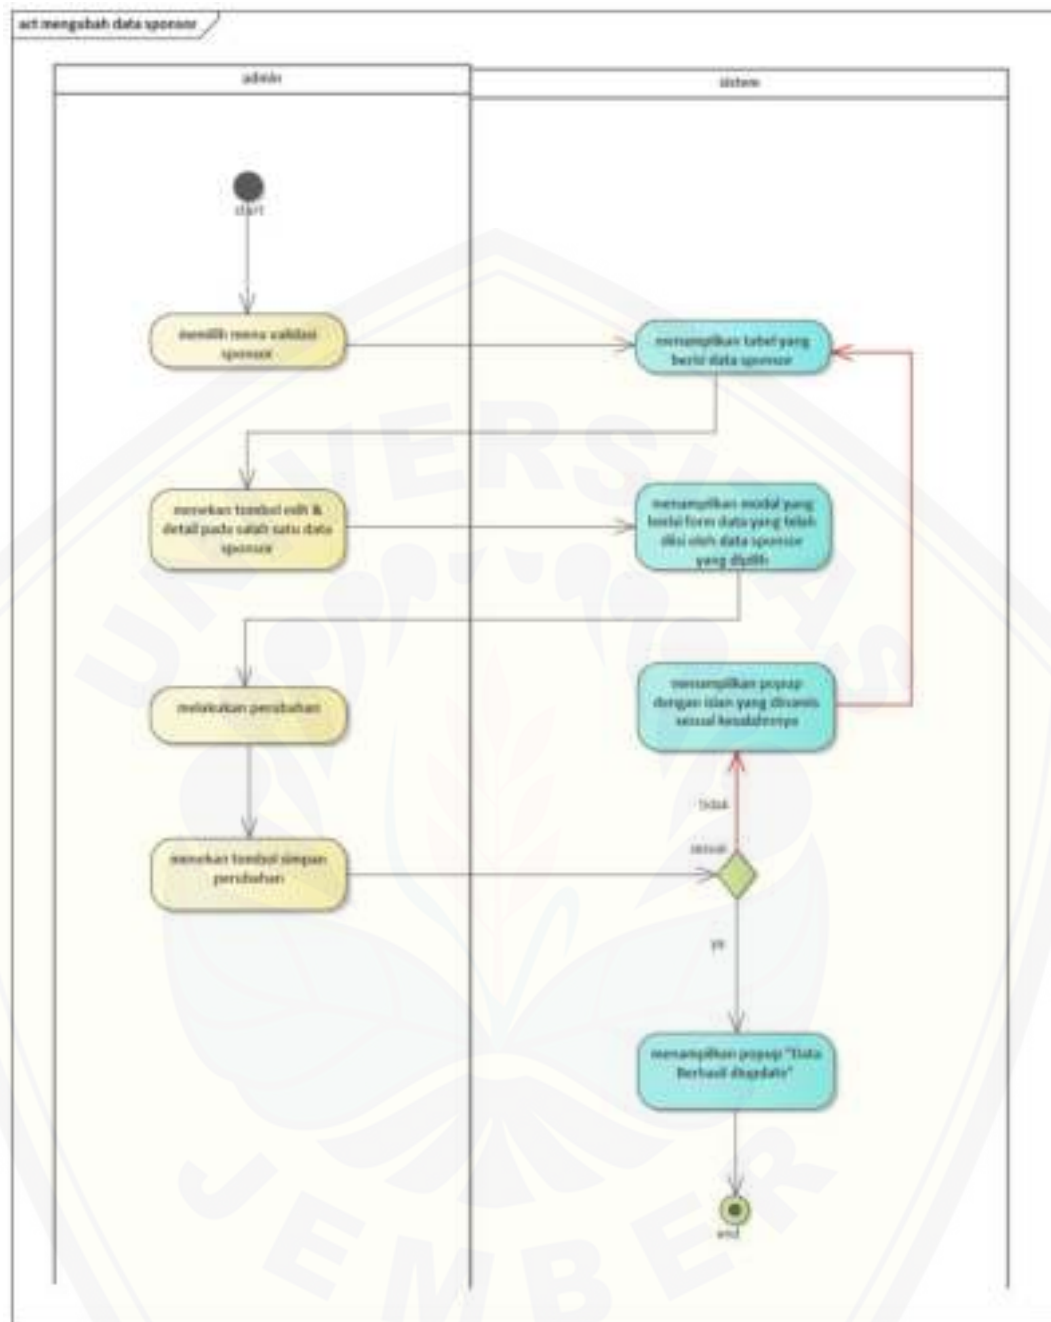 act mengubah data sponsor
admin
sistem
start
memilih menu validasi
sponsor
menampilkan tabel yang
berisi data sponsor
menekan tombol edit &
detail pada salah satu data
sponsor
menampilkan modal yang
berisi form data yang telah
diisi oleh data sponsor
yang dipilih
melakukan perubahan
menampilkan popup
dengan isian yang dinamis
sesuai kesalahnnya
tidak
sesuai
menekan tombol simpan
perubahan
ya
menampilkan popup "Data
Berhasil diupdate"
end
UNIVERSITAS
JEMBER